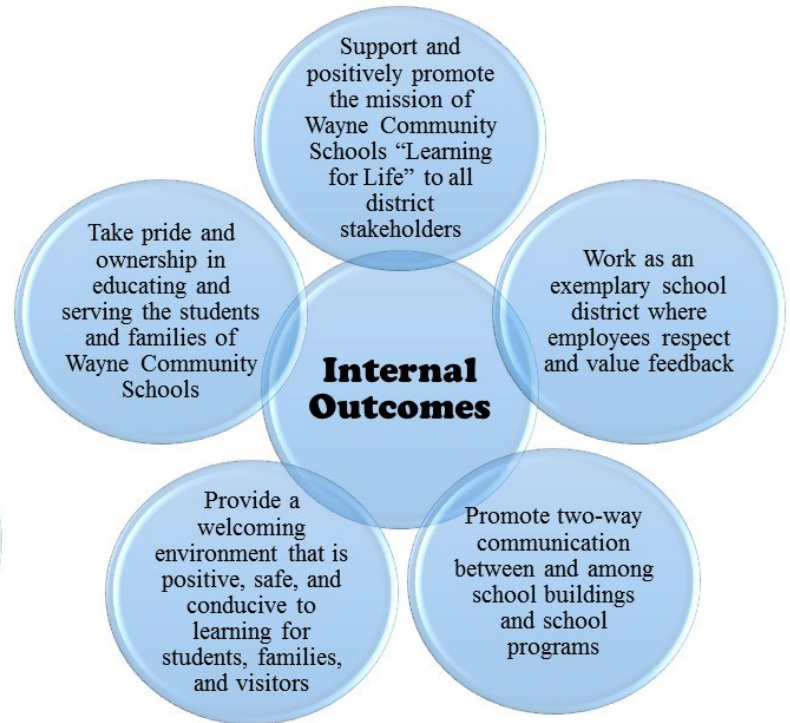 Support and
positively promote
the mission of
Wayne Community
Schools “Learning
for Life” to all
district
stakeholders
Take pride and
ownership in
educating and
serving the students
and families of
Wayne Community
Schools
Work as an
exemplary school
district where
employees respect
and value feedback
Internal
Outcomes
Provide a
welcoming
environment that is
positive, safe, and
conducive to
learning for
students, families,
and visitors
Promote two-way
communication
between and among
school buildings
and school
programs